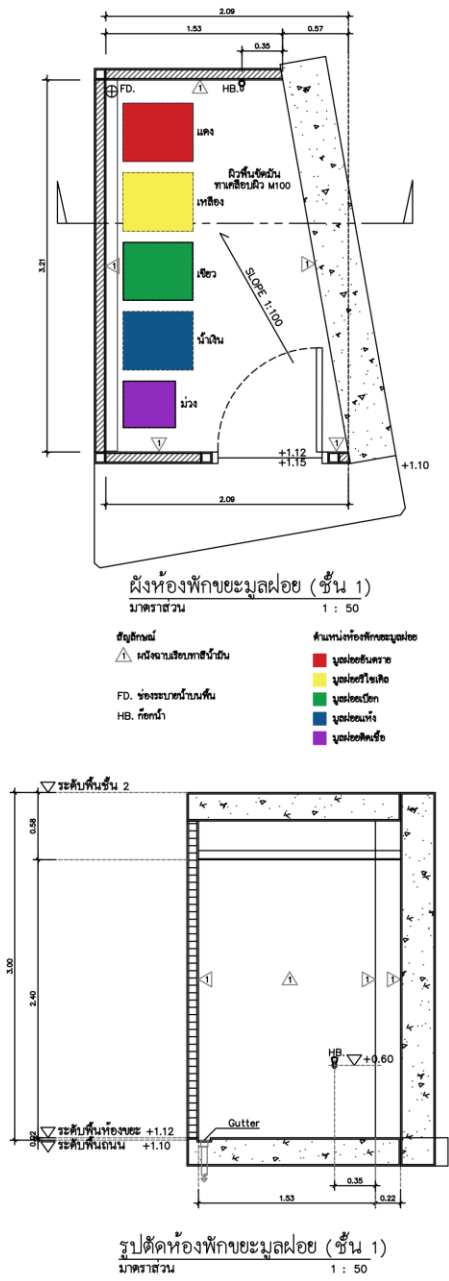 2.09
1.53 0.57
0.35
FD. HB.
1
แดง
ผิวพื้นขัดมัน
ทาเคลือบผิว M100
เหลือง
3.21
1 1
เขียว
SLOPE 1:100
น้ำเงิน
ม่วง
1 1
+1.12
+1.15
+1.10
2.09
ผังห้องพักขยะมูลฝอย (ชั้น 1)
มาตราส่วน 1 : 50
สัญลักษณ์
1 ผนังฉาบเรียบทาสีน้ำมัน
FD. ช่องระบายน้ำบนพื้น
HB. ก๊อกน้ำ
ตำแหน่งห้องพักขยะมูลฝอย
มูลฝอยอันตราย
มูลฝอยรีไซเคิล
มูลฝอยเปียก
มูลฝอยแห้ง
มูลฝอยติดเชื้อ
ระดับพื้นชั้น 2
0.58
3.00
2.40
1 1 1 1
HB. +0.60
ระดับพื้นห้องขยะ +1.12
0.02
ระดับพื้นถนน +1.10
Gutter
0.35
1.53 0.22
รูปตัดห้องพักขยะมูลฝอย (ชั้น 1)
มาตราส่วน 1 : 50